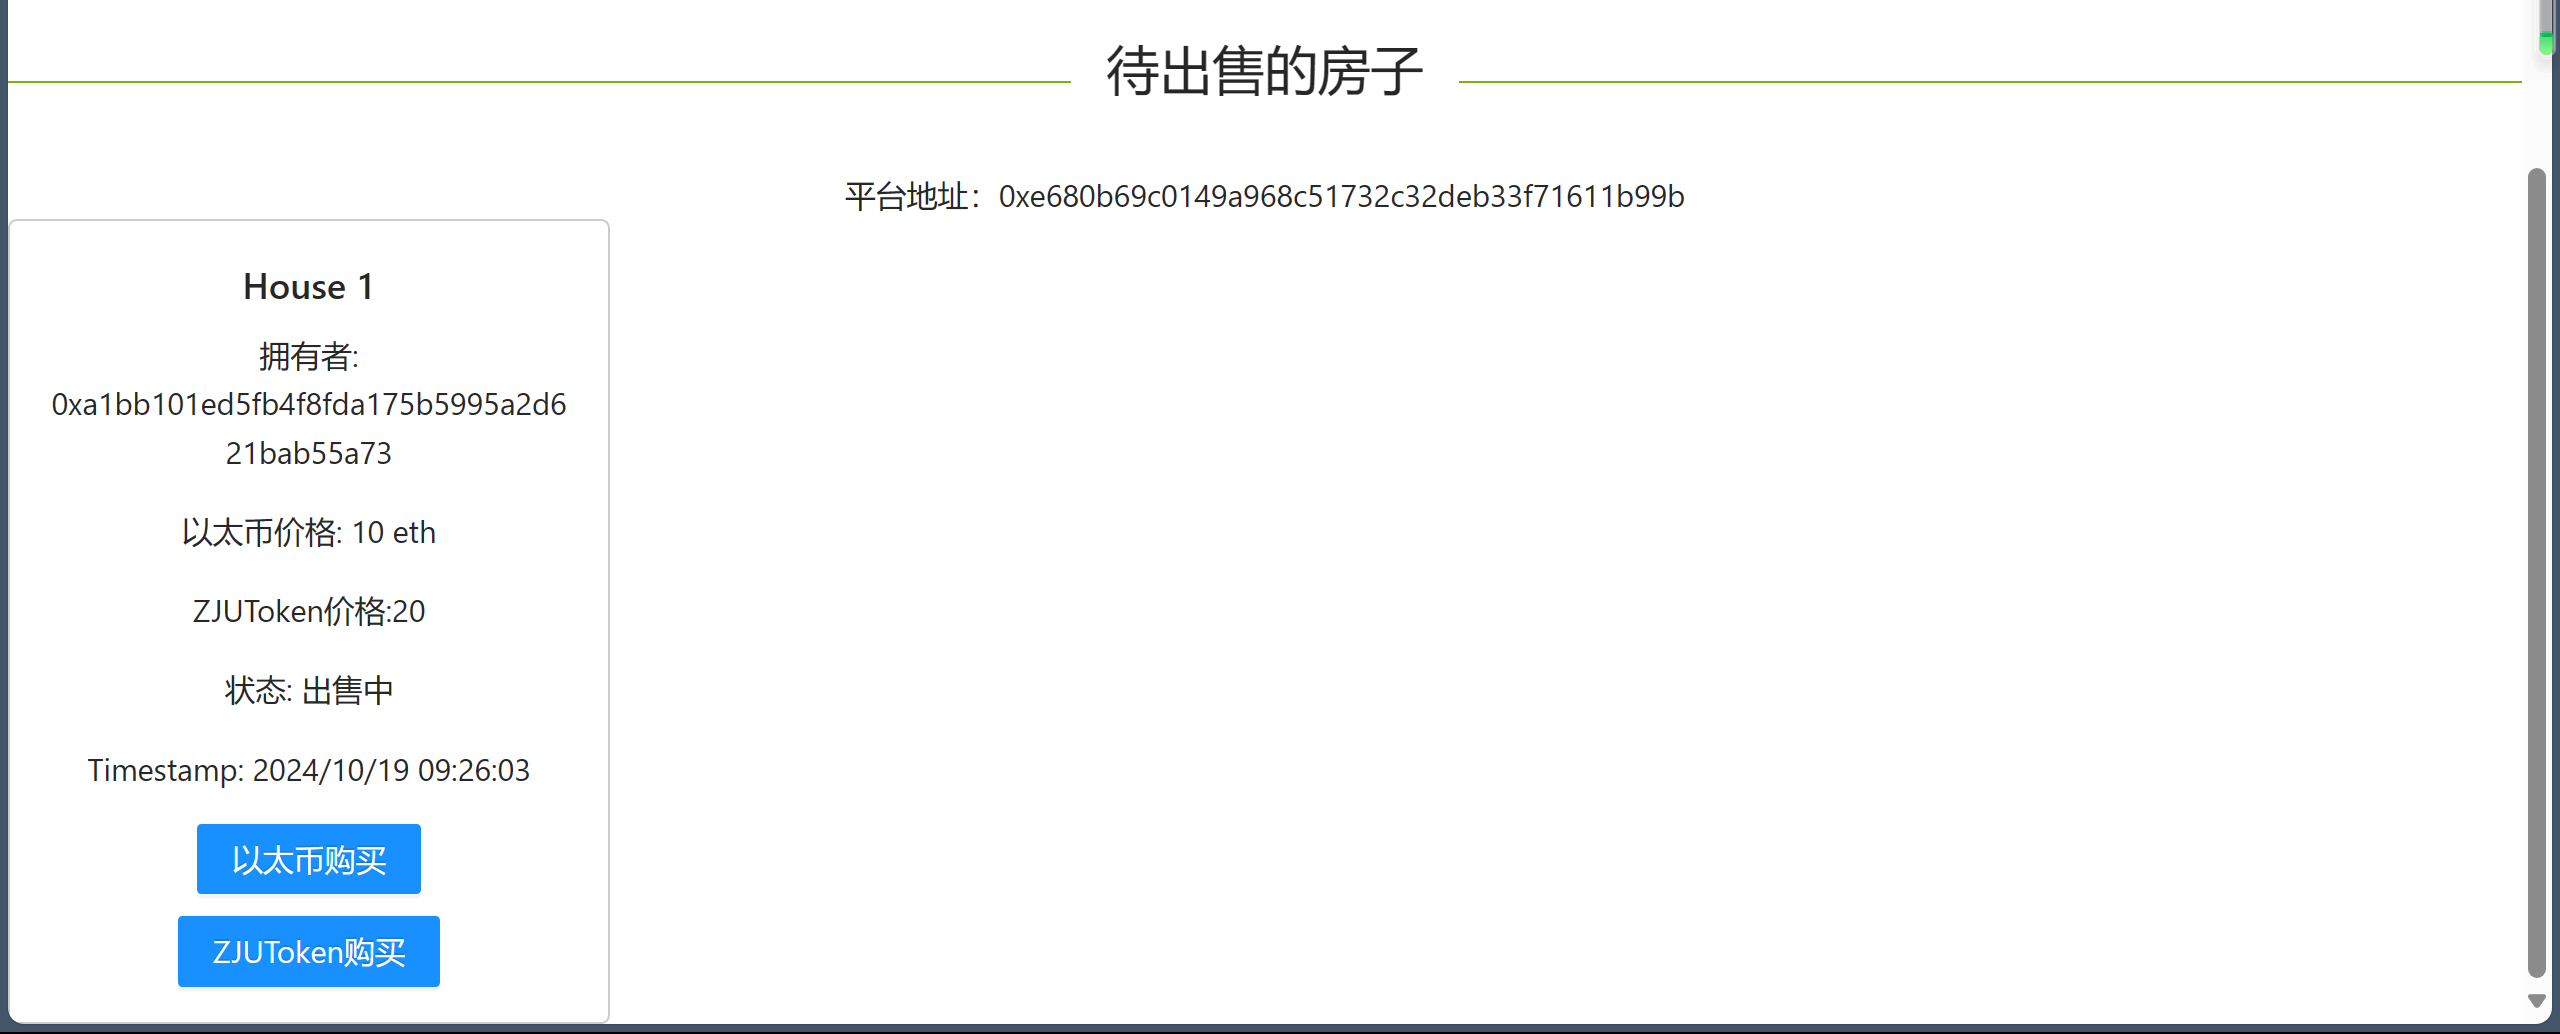 待出售的房子
平台地址：0xe680b69c0149a968c51732c32deb33f71611b99b
House 1
拥有者:
0xa1bb101ed5fb4f8fda175b5995a2d6
21bab55a73
以太币价格: 10 eth
ZJUToken价格:20
状态: 出售中
Timestamp: 2024/10/19 09:26:03
以太币购买
ZJUToken购买